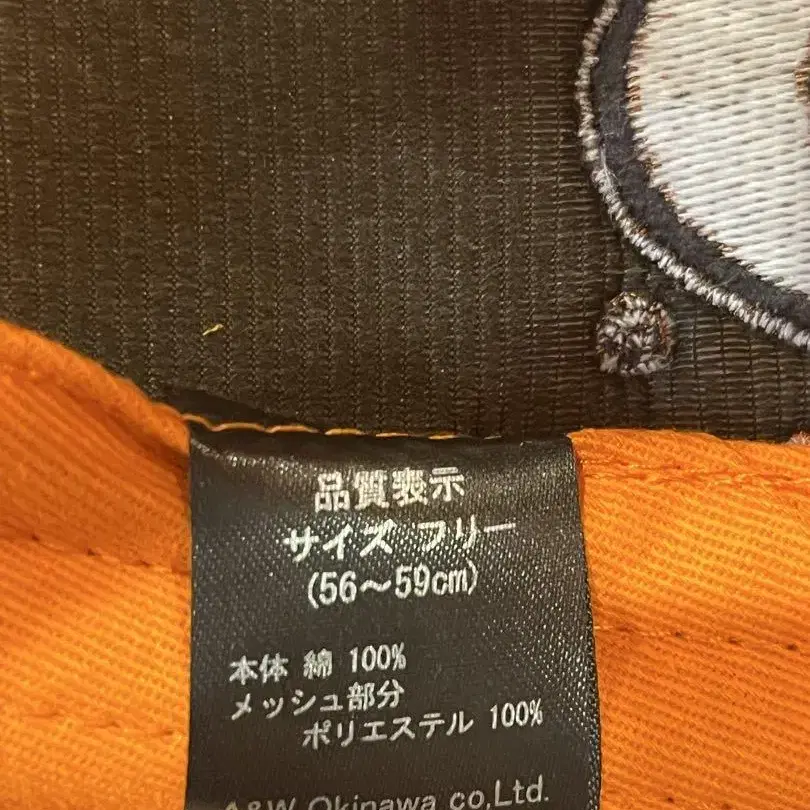 品質表示
サイズ フリー
(56～59cm)
本体 綿 100%
メッシュ部分
ポリエステル 100%
A&W Okinawa co,Ltd.